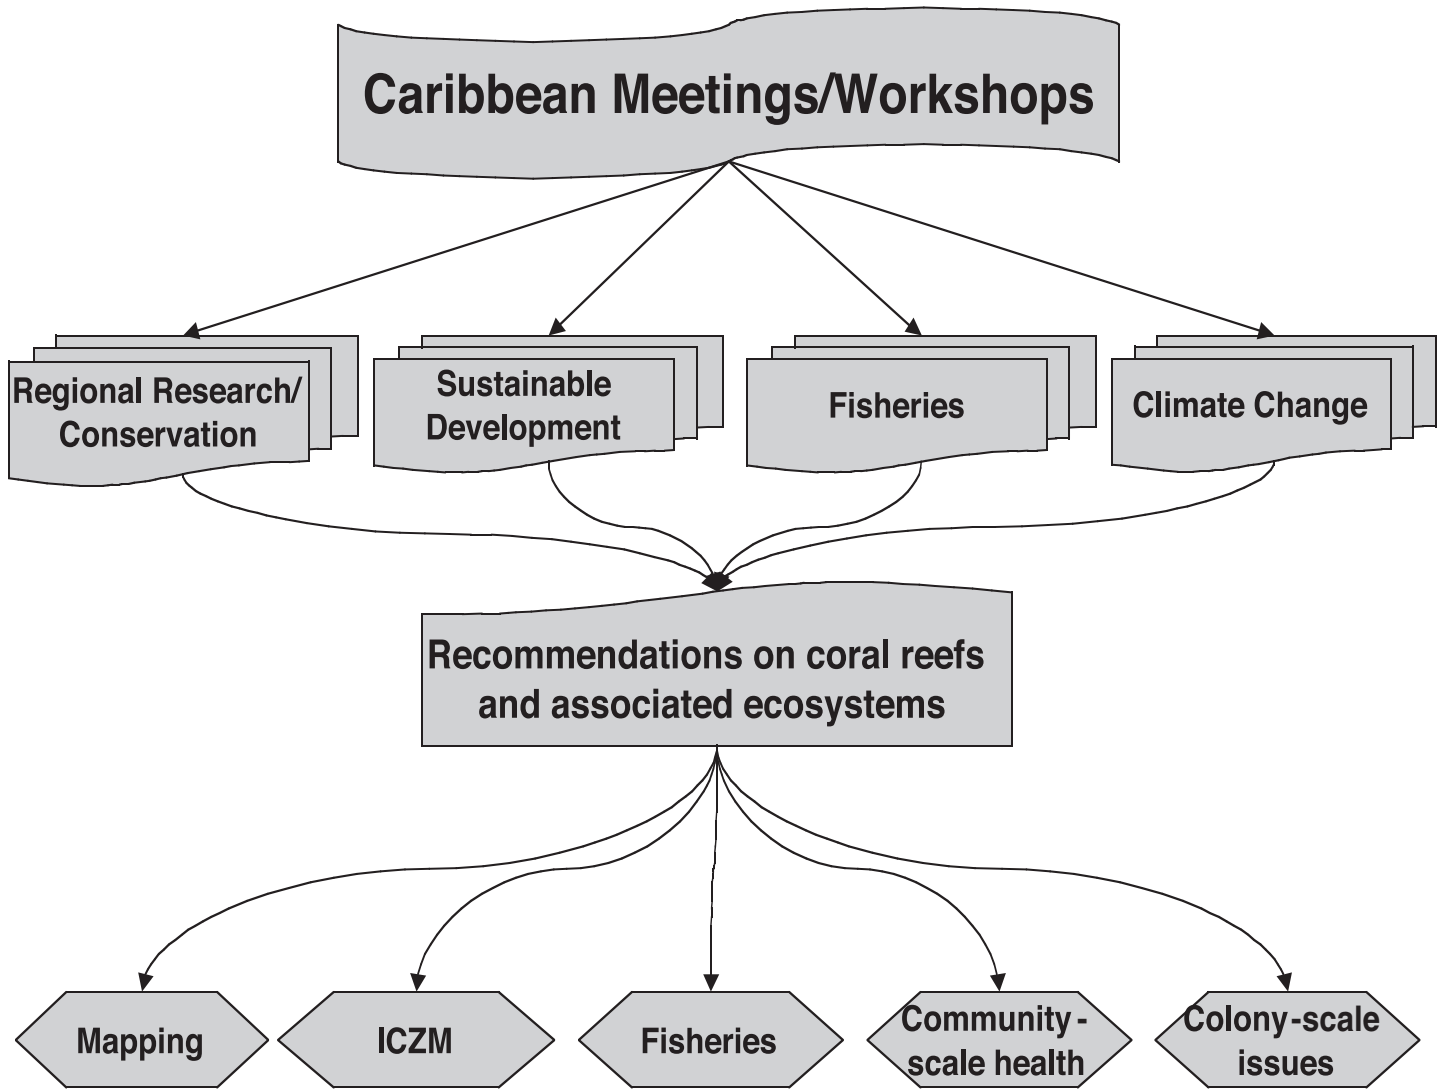 Caribbean Meetings/Workshops
Regional Research/
Conservation
Sustainable
Development
Fisheries
Climate Change
Recommendations on coral reefs
and associated ecosystems
Mapping
ICZM
Fisheries
Community-
scale health
Colony-scale
issues